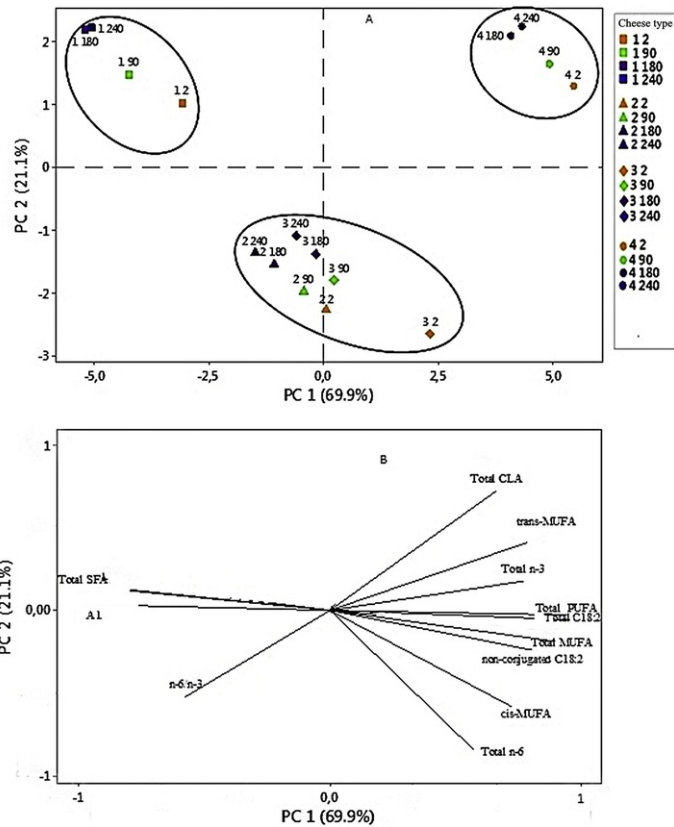 A
Cheese type
1 2
1 90
1 180
1 240
2 2
2 90
2 180
2 240
3 2
3 90
3 180
3 240
4 2
4 90
4 180
4 240
2
1
0
-1
-2
-3
PC 2 (21.1%)
1 240
1 180
1 90
1 2
4 240
4 180
4 90
4 2
3 240
2 240
3 180
2 180
3 90
2 90
2 2
3 2
-5,0
-2,5
0,0
2,5
5,0
PC 1 (69.9%)
B
1
0,00
-1
PC 2 (21.1%)
Total CLA
trans-MUFA
Total n-3
Total SFA
Total PUFA
Total C18:2
A1
Total MUFA
non-conjugated C18:2
n-6/n-3
cis-MUFA
Total n-6
-1
0,0
1
PC 1 (69.9%)